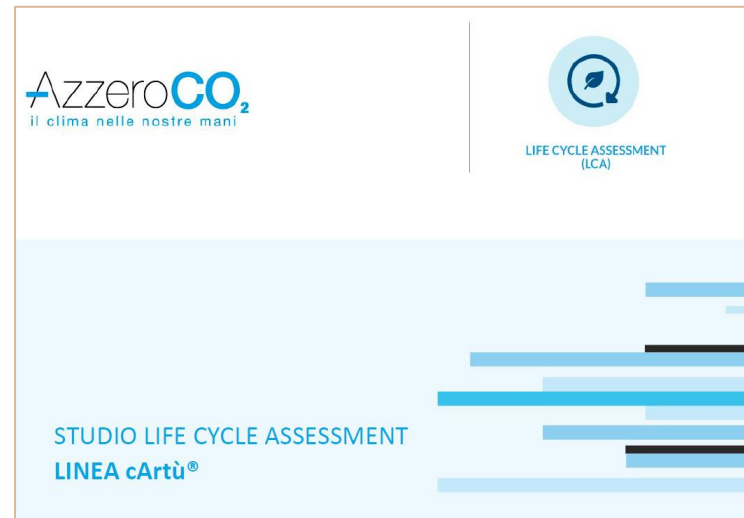 AzzeroCO₂
il clima nelle nostre mani
LIFE CYCLE ASSESSMENT
(LCA)
STUDIO LIFE CYCLE ASSESSMENT
LINEA cArtù®